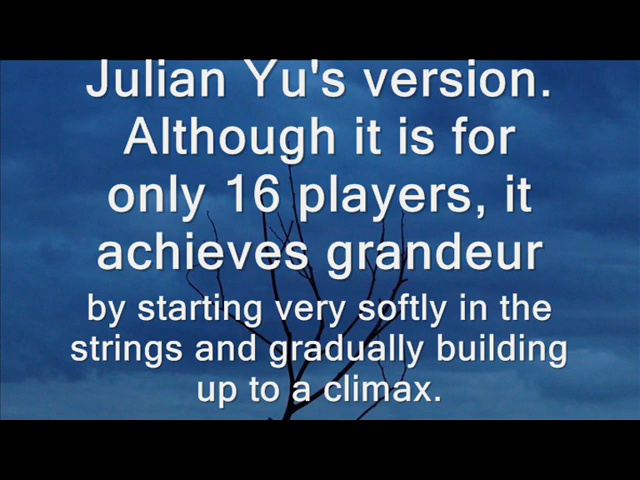 Julian Yu's version.
Although it is for
only 16 players, it
achieves grandeur
by starting very softly in the
strings and gradually building
up to a climax.